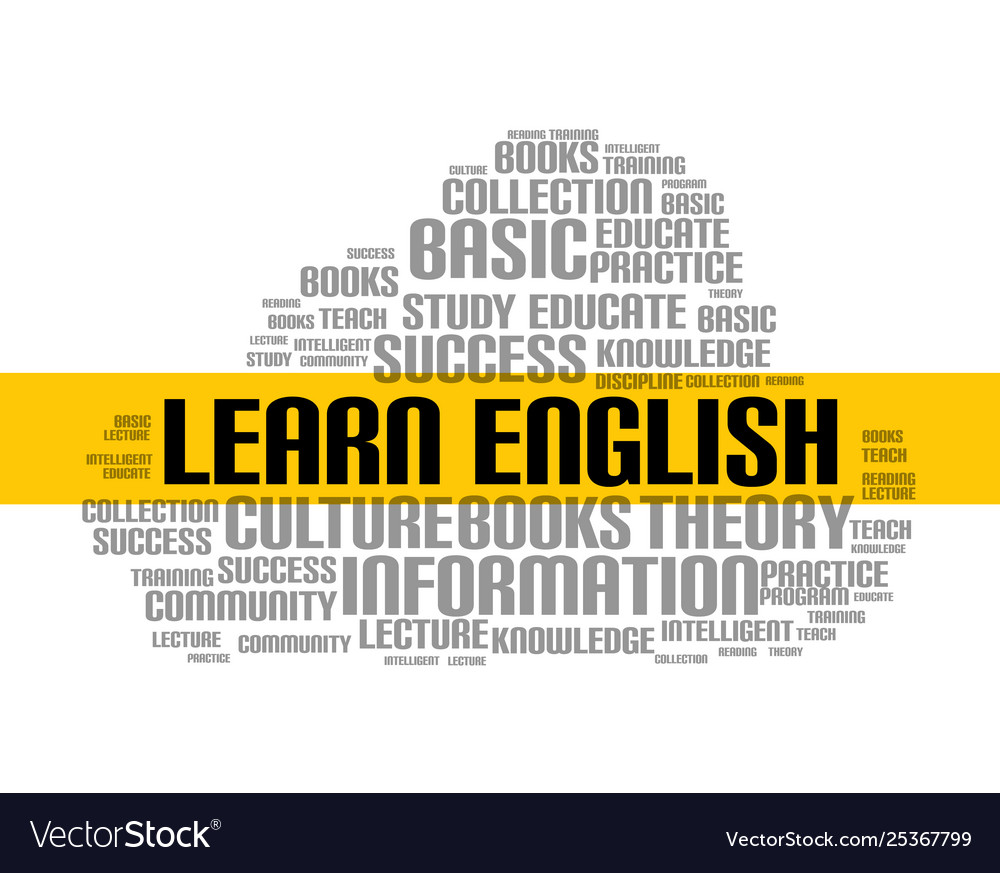 READING TRAINING
BOOKS INTELLIGENT
CULTURE TRAINING
COLLECTION PROGRAM
BASIC
BASIC EDUCATE
SUCCESS PRACTICE
BOOKS
READING STUDY EDUCATE THEORY
BOOKS TEACH BASIC
LECTURE INTELLIGENT SUCCESS KNOWLEDGE
STUDY COMMUNITY
DISCIPLINE COLLECTION READING
BASIC
LECTURE
INTELLIGENT
EDUCATE
LEARN ENGLISH
BOOKS
TEACH
READING
LECTURE
COLLECTION CULTURE BOOKS THEORY TEACH
SUCCESS KNOWLEDGE
TRAINING SUCCESS INFORMATION PRACTICE
COMMUNITY PROGRAM EDUCATE
TRAINING
LECTURE COMMUNITY LECTURE KNOWLEDGE INTELLIGENT TEACH
PRACTICE INTELLIGENT LECTURE COLLECTION READING THEORY
VectorStock®
VectorStock.com/25367799